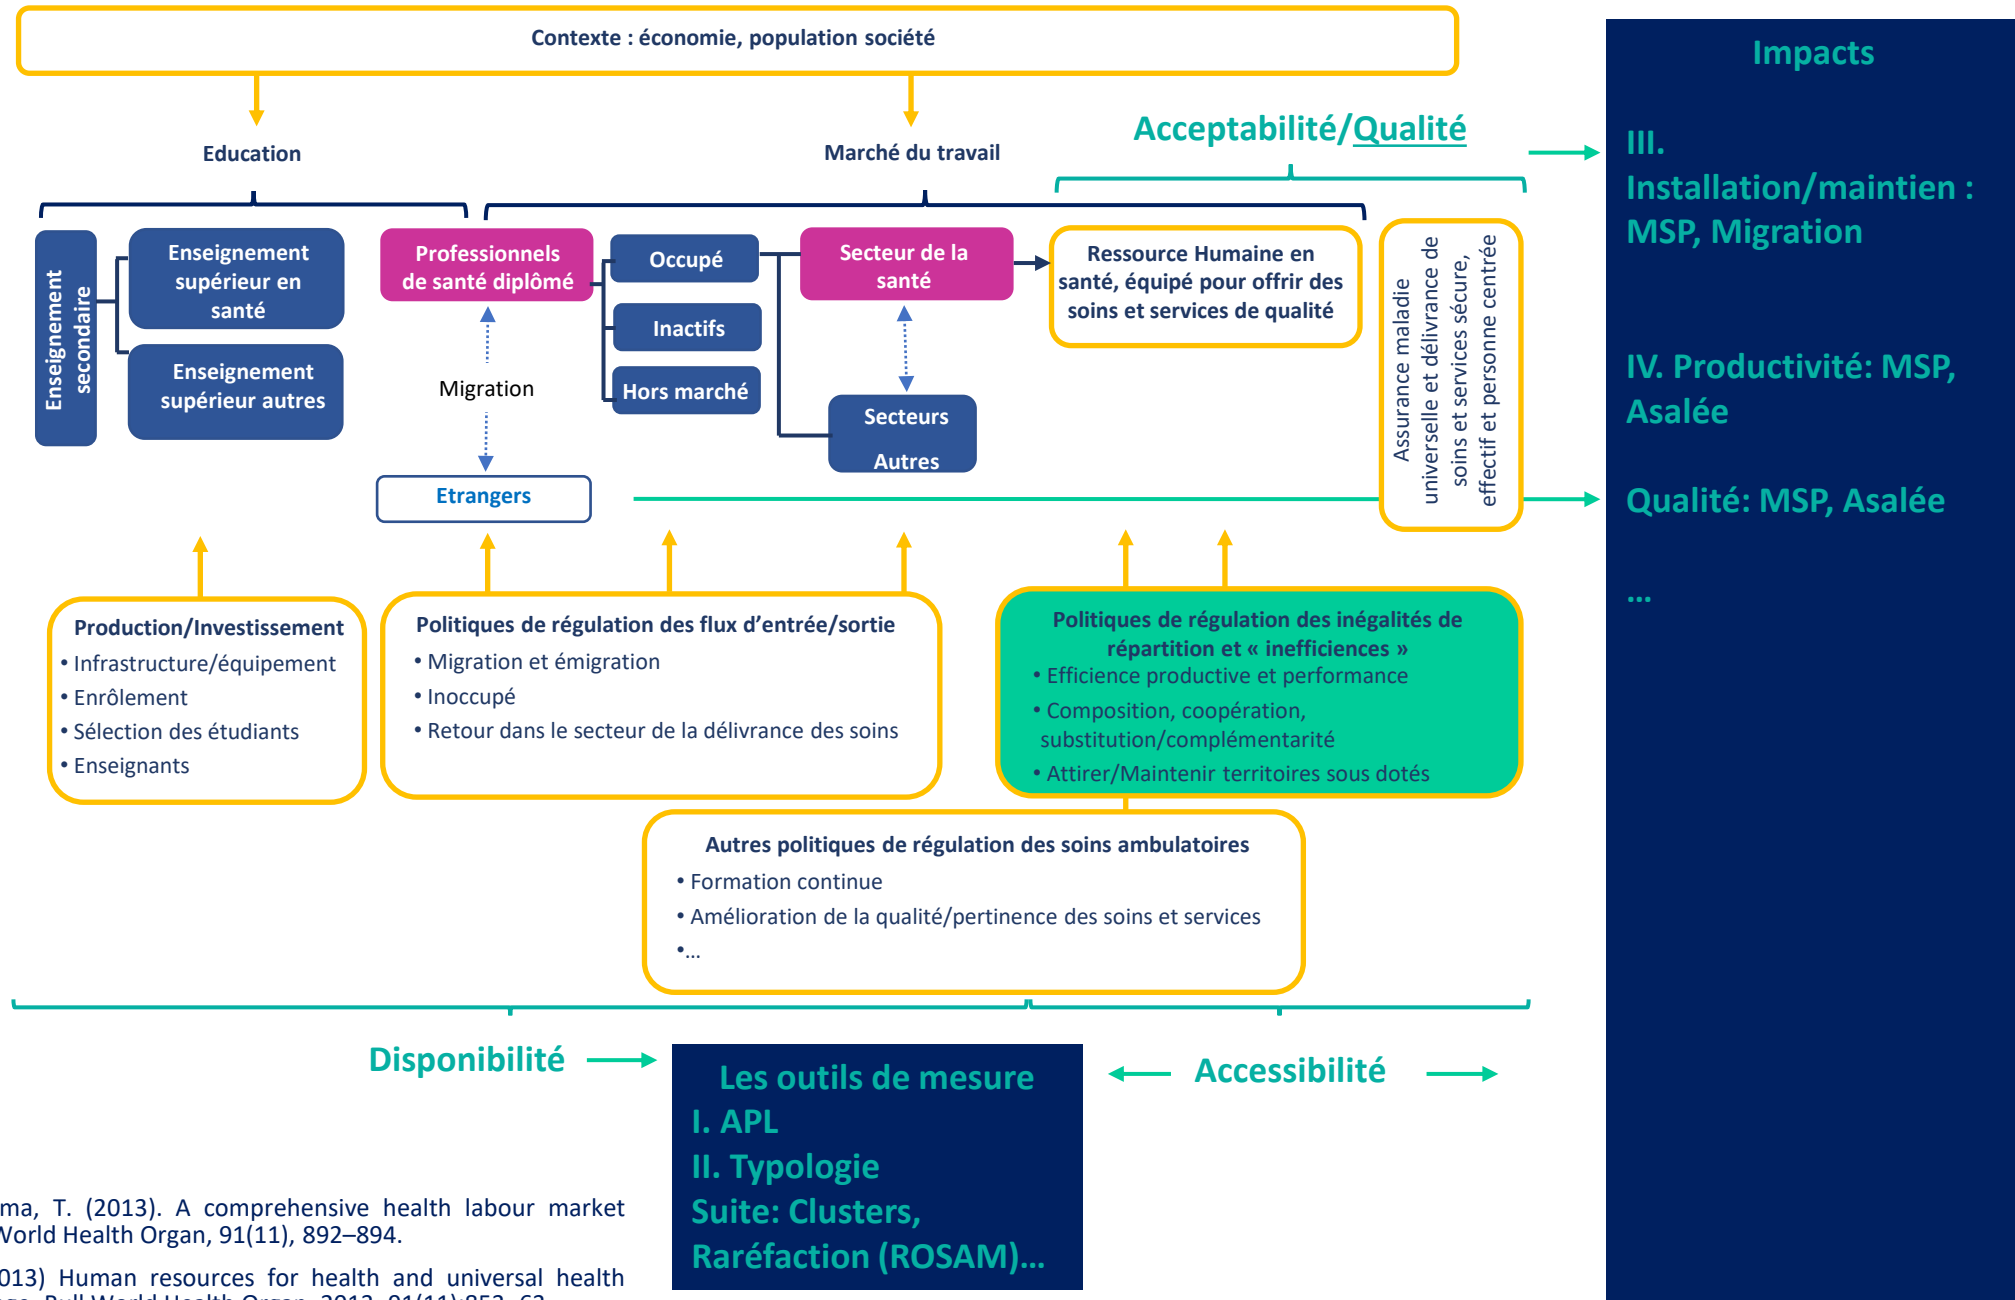 Contexte : économie, population société
Education
Marché du travail
Acceptabilité/Qualité
Enseignement
secondaire
Enseignement
supérieur en
santé
Enseignement
supérieur autres
Professionnels
de santé diplômé
Migration
Etrangers
Occupé
Inactifs
Hors marché
Secteur de la
santé
Secteurs
Autres
Ressource Humaine en
santé, équipé pour offrir des
soins et services de qualité
Assurance maladie
universelle et délivrance de
soins et services sécure,
effectif et personne centrée
Production/Investissement
• Infrastructure/équipement
• Enrôlement
• Sélection des étudiants
• Enseignants
Politiques de régulation des flux d’entrée/sortie
• Migration et émigration
• Inoccupé
• Retour dans le secteur de la délivrance des soins
Politiques de régulation des inégalités de
répartition et « inefficiences »
• Efficience productive et performance
• Composition, coopération,
substitution/complémentarité
• Attirer/Maintenir territoires sous dotés
Autres politiques de régulation des soins ambulatoires
• Formation continue
• Amélioration de la qualité/pertinence des soins et services
•...
Disponibilité
Accessibilité
Les outils de mesure
I. APL
II. Typologie
Suite: Clusters,
Raréfaction (ROSAM)...
Impacts
III.
Installation/maintien :
MSP, Migration
IV. Productivité: MSP,
Asalée
Qualité: MSP, Asalée
...
T. (2013). A comprehensive health labour market
World Health Organ, 91(11), 892–894.
Human resources for health and universal health